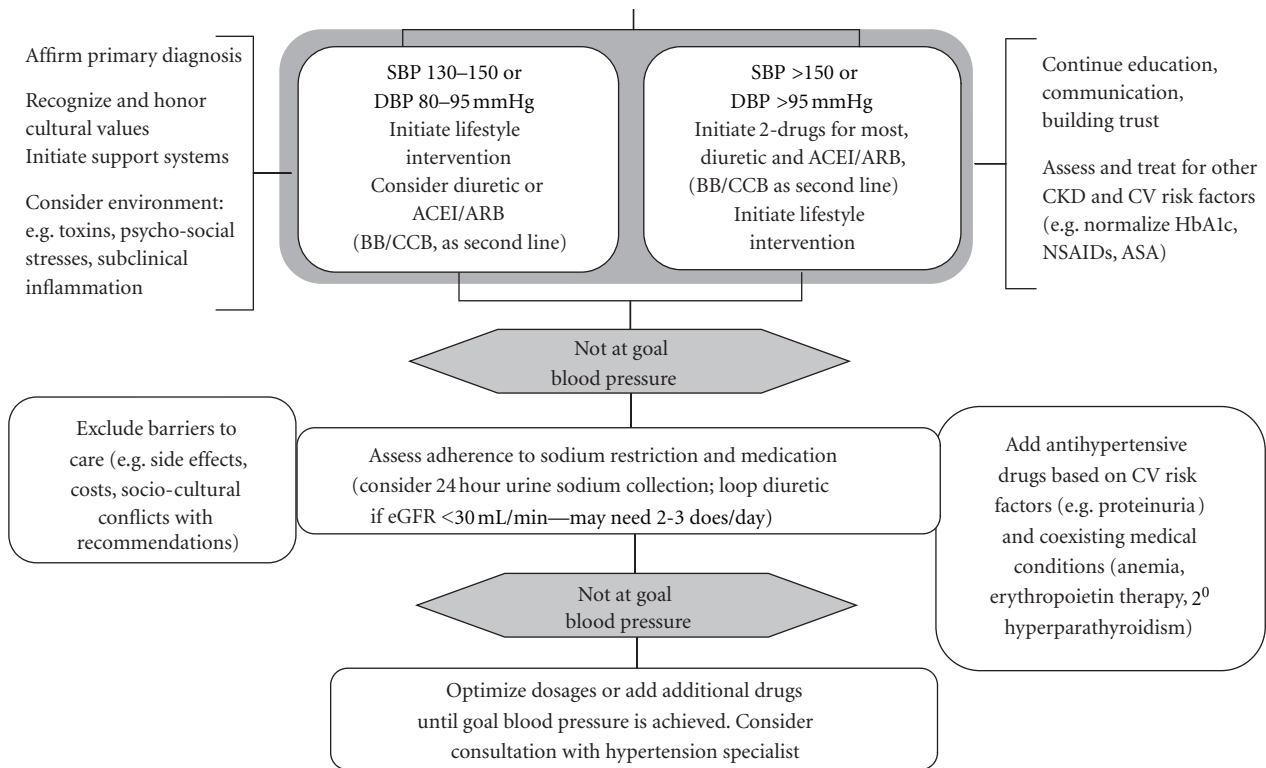 Affirm primary diagnosis
Recognize and honor
cultural values
Initiate support systems
Consider environment:
e.g. toxins, psycho-social
stresses, subclinical
inflammation
SBP 130–150 or
DBP 80–95 mmHg
Initiate lifestyle
intervention
Consider diuretic or
ACEI/ARB
(BB/CCB, as second line)
SBP >150 or
DBP >95 mmHg
Initiate 2-drugs for most,
diuretic and ACEI/ARB,
(BB/CCB as second line)
Initiate lifestyle
intervention
Continue education,
communication,
building trust
Assess and treat for other
CKD and CV risk factors
(e.g. normalize HbA1c,
NSAIDs, ASA)
Not at goal
blood pressure
Exclude barriers to
care (e.g. side effects,
costs, socio-cultural
conflicts with
recommendations)
Assess adherence to sodium restriction and medication
(consider 24 hour urine sodium collection; loop diuretic
if eGFR <30 mL/min—may need 2-3 does/day)
Add antihypertensive
drugs based on CV risk
factors (e.g. proteinuria)
and coexisting medical
conditions (anemia,
erythropoietin therapy, 2⁰
hyperparathyroidism)
Not at goal
blood pressure
Optimize dosages or add additional drugs
until goal blood pressure is achieved. Consider
consultation with hypertension specialist